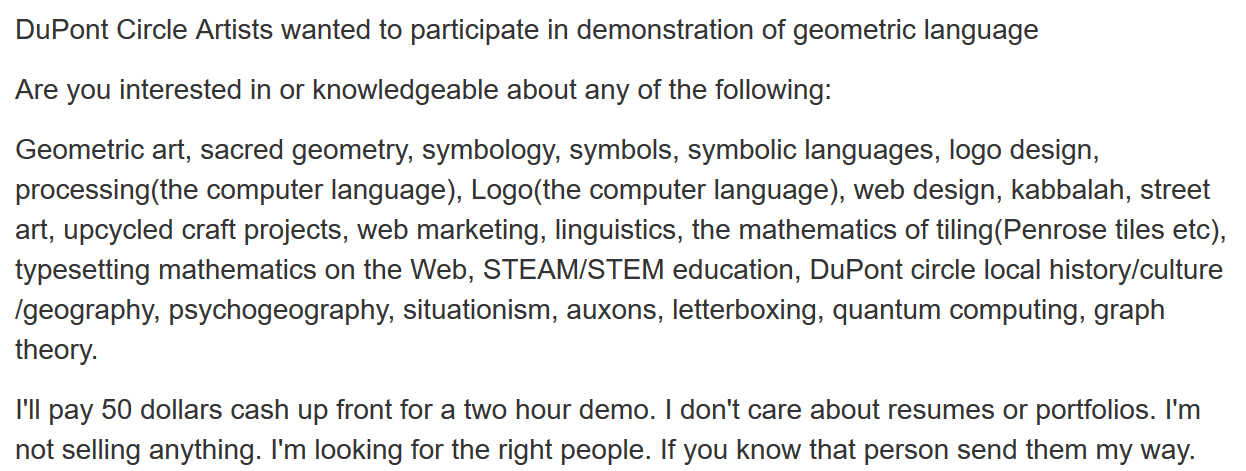 DuPont Circle Artists wanted to participate in demonstration of geometric language
Are you interested in or knowledgeable about any of the following:
Geometric art, sacred geometry, symbology, symbols, symbolic languages, logo design,
processing(the computer language), Logo(the computer language), web design, kabbalah, street
art, upcycled craft projects, web marketing, linguistics, the mathematics of tiling(Penrose tiles etc),
typesetting mathematics on the Web, STEAM/STEM education, DuPont circle local history/culture
/geography, psychogeography, situationism, auxons, letterboxing, quantum computing, graph
theory.
I'll pay 50 dollars cash up front for a two hour demo. I don't care about resumes or portfolios. I'm
not selling anything. I'm looking for the right people. If you know that person send them my way.